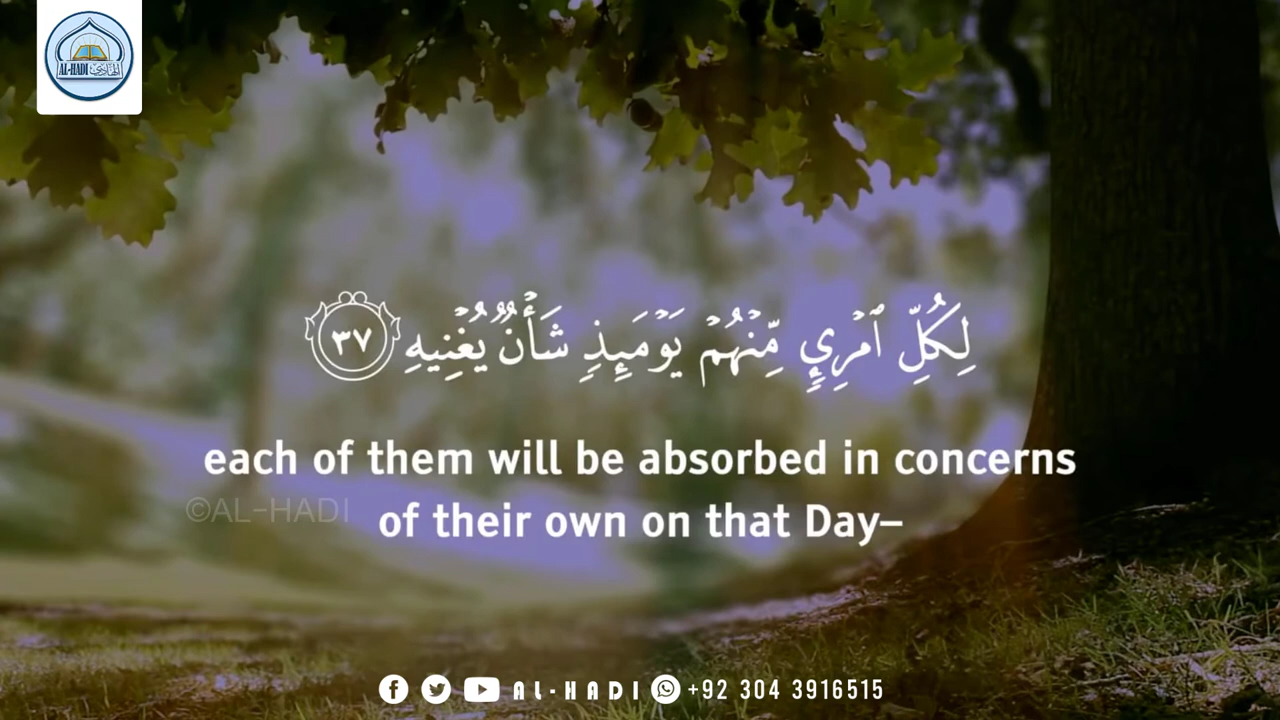 AL-HADI الہادی
لِكُلِّ ٱمۡرِيٕٖ مِّنۡهُمۡ يَوۡمَئِذٖ شَأۡنٞ يُغۡنِيهِ ٣٧
each of them will be absorbed in concerns
©AL-HADI
of their own on that Day–
AL-HADI +92 304 3916515